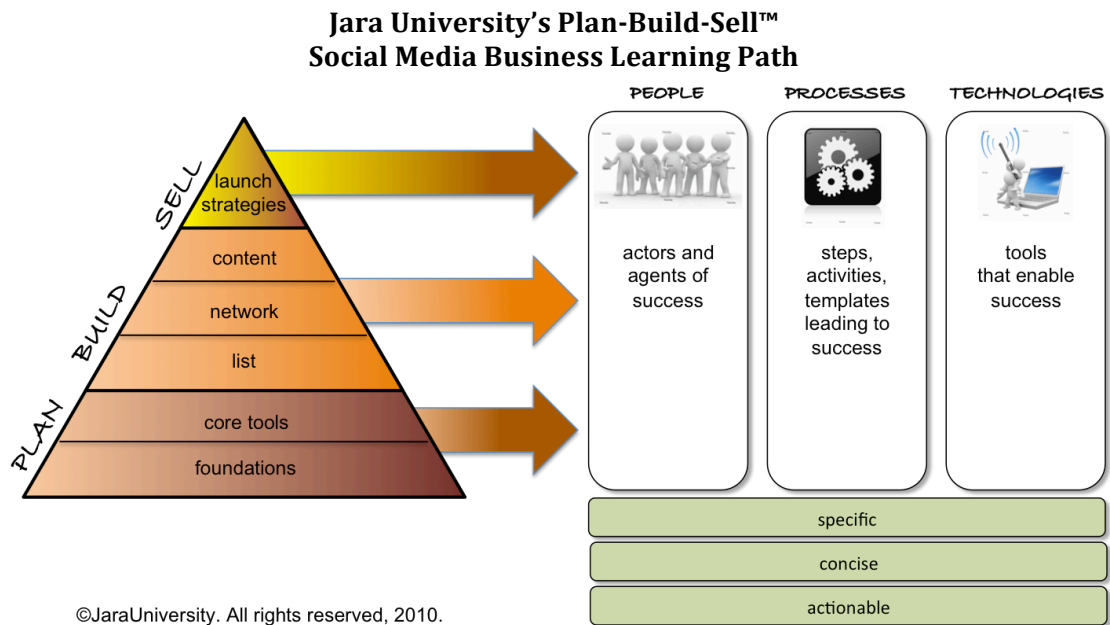 Jara University's Plan-Build-Sell™
Social Media Business Learning Path
SELL
BUILD
PLAN
launch
strategies
content
network
list
core tools
foundations
PEOPLE
actors and
agents of
success
PROCESSES
steps,
activities,
templates
leading to
success
TECHNOLOGIES
tools
that enable
success
specific
concise
actionable
©JaraUniversity. All rights reserved, 2010.